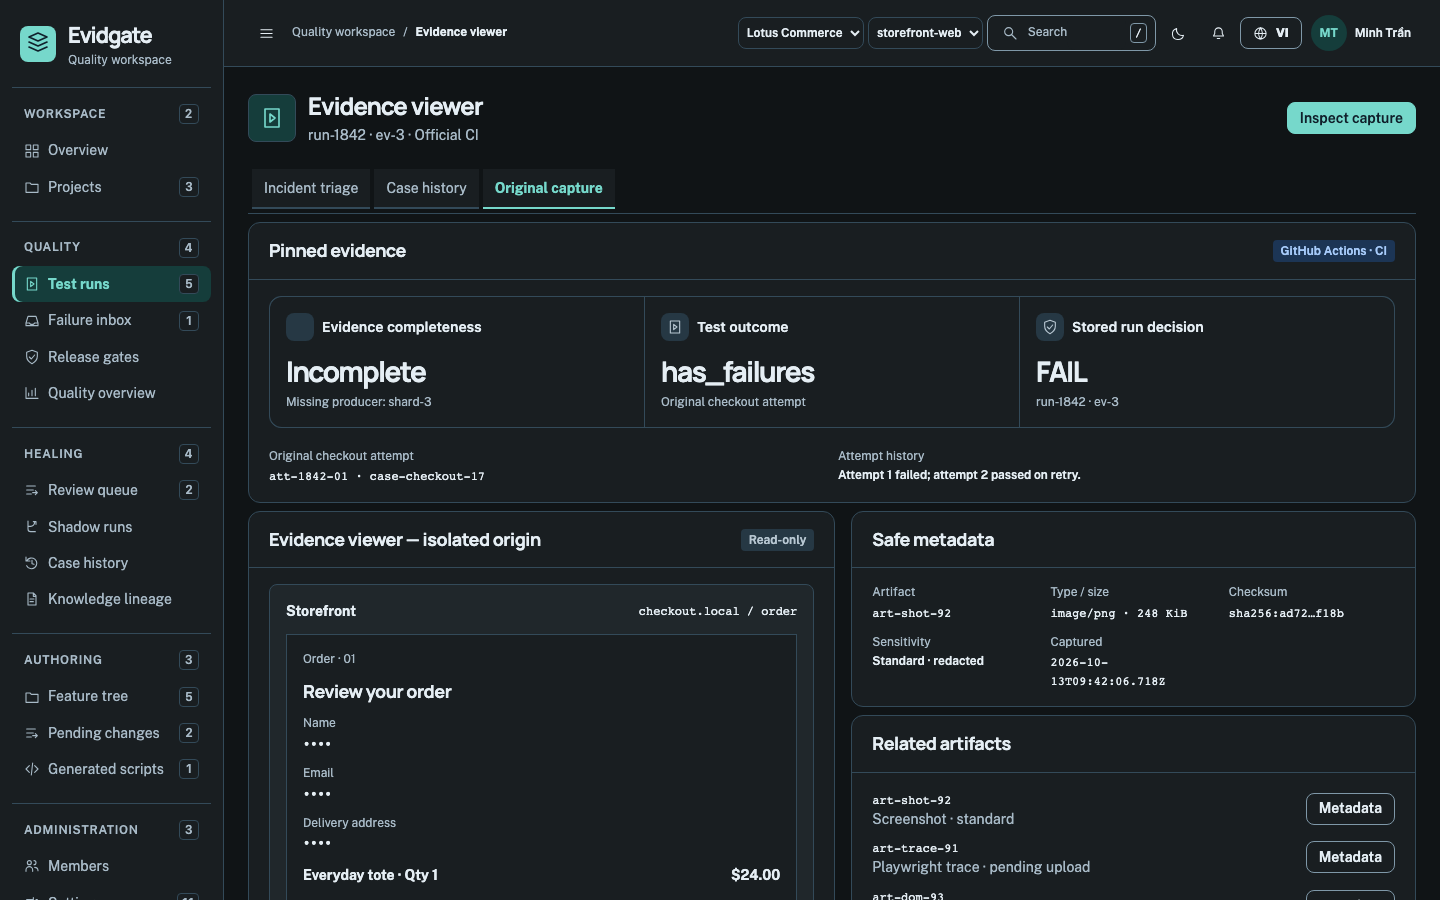 Evidgate
Quality workspace
WORKSPACE 2
Overview
Projects 3
QUALITY 4
Test runs 5
Failure inbox 1
Release gates
Quality overview
HEALING 4
Review queue 2
Shadow runs
Case history
Knowledge lineage
AUTHORING 3
Feature tree 5
Pending changes 2
Generated scripts 1
ADMINISTRATION 3
Members
Quality workspace / Evidence viewer
Lotus Commerce
storefront-web
Search /
VI
MT
Minh Trần
Evidence viewer
run-1842 · ev-3 · Official CI
Inspect capture
Incident triage
Case history
Original capture
Pinned evidence
GitHub Actions · CI
Evidence completeness
Incomplete
Missing producer: shard-3
Test outcome
has_failures
Original checkout attempt
Stored run decision
FAIL
run-1842 · ev-3
Original checkout attempt
att-1842-01 · case-checkout-17
Attempt history
Attempt 1 failed; attempt 2 passed on retry.
Evidence viewer — isolated origin
Read-only
Storefront
checkout.local / order
Order · 01
Review your order
Name
••••
Email
••••
Delivery address
••••
Everyday tote · Qty 1 $24.00
Safe metadata
Artifact
art-shot-92
Type / size
image/png · 248 KiB
Checksum
sha256:ad72…f18b
Sensitivity
Standard · redacted
Captured
2026-10-
13T09:42:06.718Z
Related artifacts
art-shot-92
Screenshot · standard
Metadata
art-trace-91
Playwright trace · pending upload
Metadata
art-dom-93